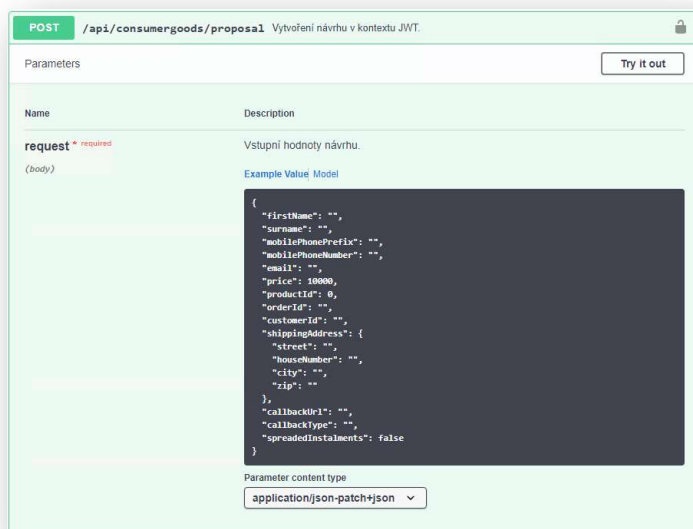 POST /api/consumergoods/proposal Vytvoření návrhu v kontextu JWT.
Parameters Try it out
Name Description
request * required Vstupní hodnoty návrhu.
(body)
Example Value Model
{
"firstName": "",
"surname": "",
"mobilePhonePrefix": "",
"mobilePhoneNumber": "",
"email": "",
"price": 10000,
"productId": 0,
"orderId": "",
"customerId": "",
"shippingAddress": {
"street": "",
"houseNumber": "",
"city": "",
"zip": ""
},
"callbackUrl": "",
"callbackType": "",
"spreadedInstalments": false
}
Parameter content type
application/json-patch+json